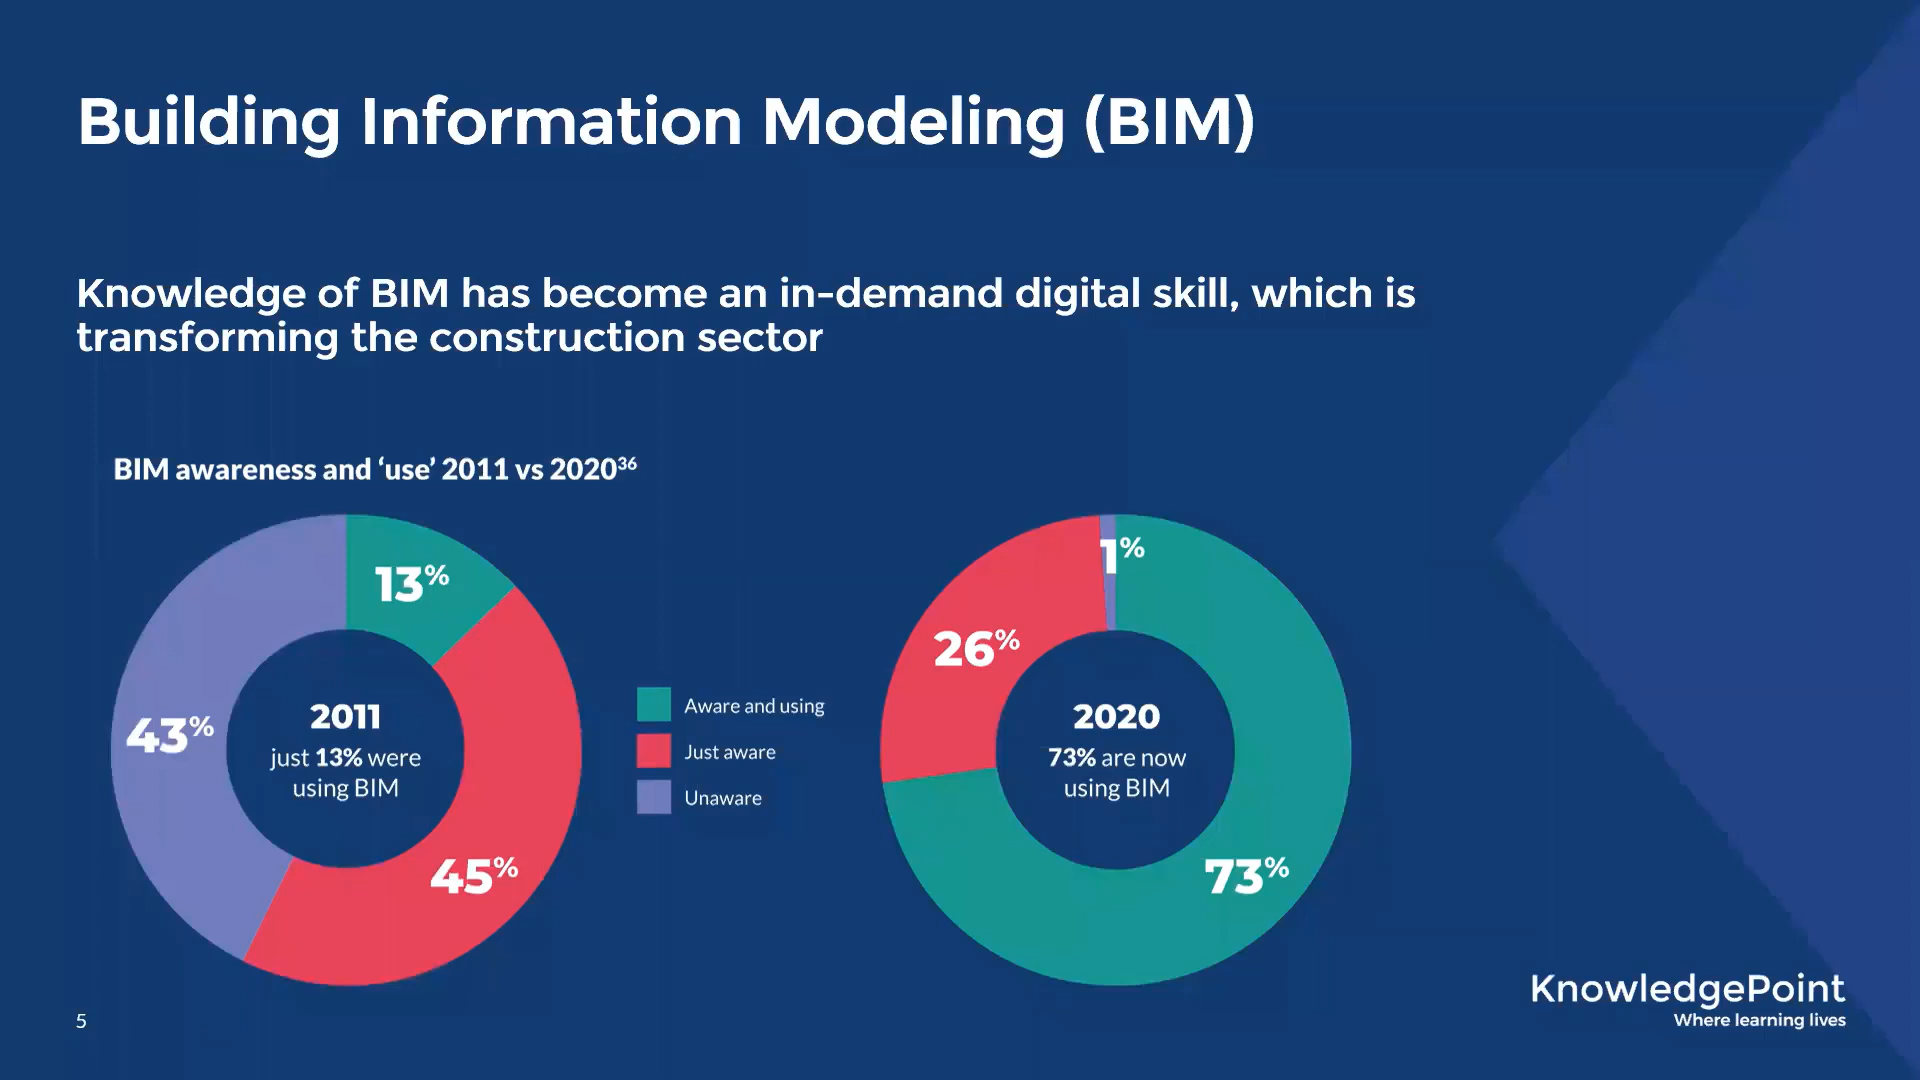 Building Information Modeling (BIM)
Knowledge of BIM has become an in-demand digital skill, which is
transforming the construction sector
BIM awareness and ‘use’ 2011 vs 2020³⁶
13%
43%
45%
2011
just 13% were
using BIM
Aware and using
Just aware
Unaware
1%
26%
73%
2020
73% are now
using BIM
KnowledgePoint
Where learning lives
5